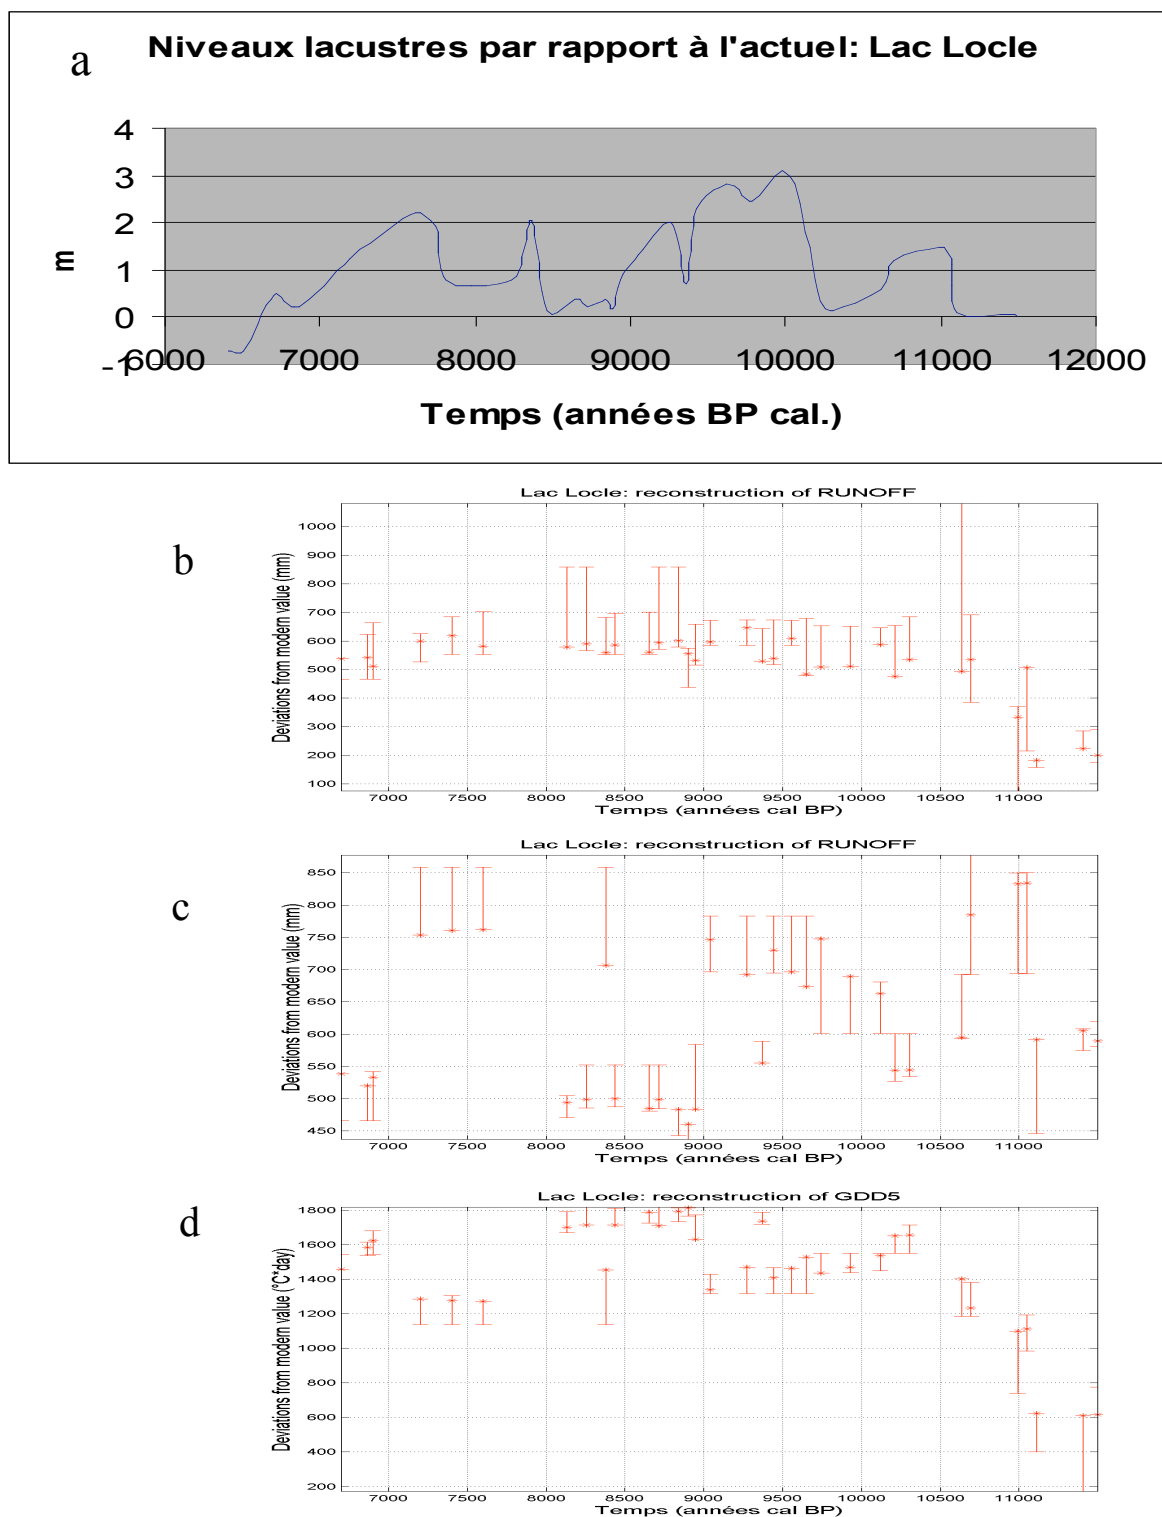 a
Niveaux lacustres par rapport à l'actuel: Lac Locle
4
3
2
1
0
-1
m
6000 7000 8000 9000 10000 11000 12000
Temps (années BP cal.)
b
Lac Locle: reconstruction of RUNOFF
Deviations from modern value (mm)
1000
900
800
700
600
500
400
300
200
100
7000 7500 8000 8500 9000 9500 10000 10500 11000
Temps (années cal BP)
c
Lac Locle: reconstruction of RUNOFF
Deviations from modern value (mm)
850
800
750
700
650
600
550
500
450
7000 7500 8000 8500 9000 9500 10000 10500 11000
Temps (années cal BP)
d
Lac Locle: reconstruction of GDD5
Deviations from modern value (°C*day)
1800
1600
1400
1200
1000
800
600
400
200
7000 7500 8000 8500 9000 9500 10000 10500 11000
Temps (années cal BP)